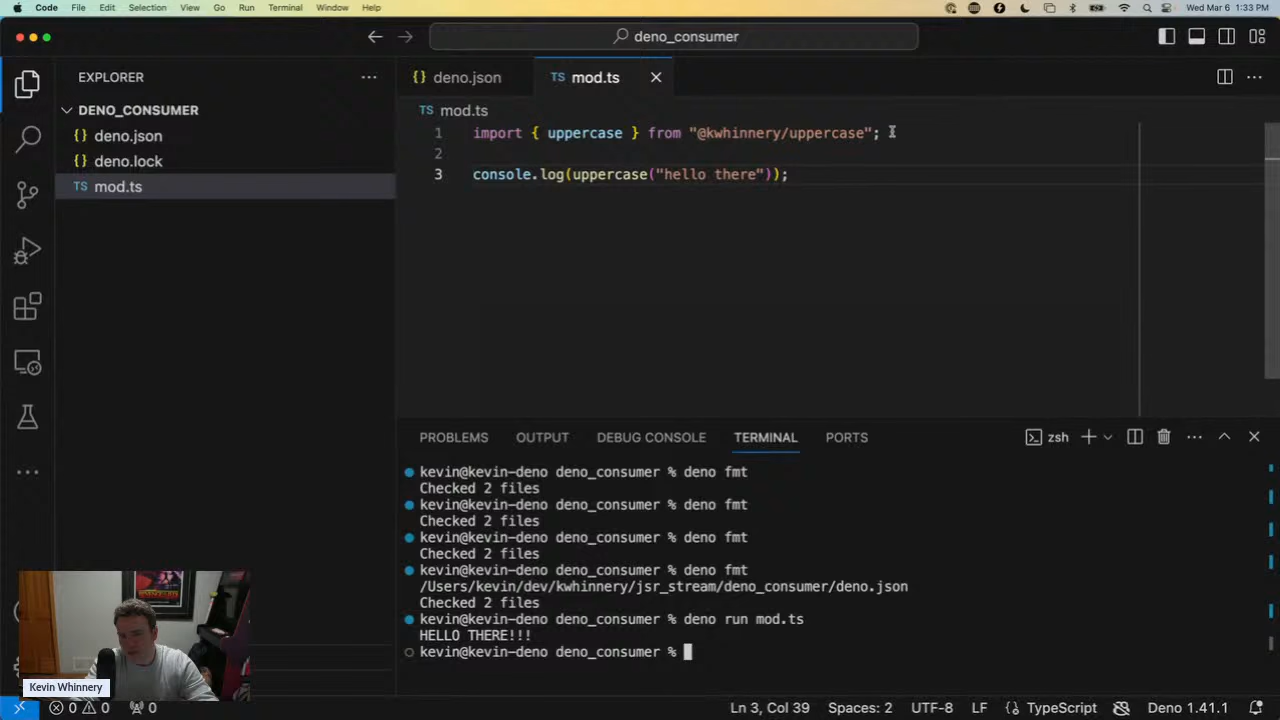 Code File Edit Selection View Go Run Terminal Window Help Wed Mar 6 1:33 PM
deno_consumer
EXPLORER
DENO_CONSUMER
{} deno.json
{} deno.lock
TS mod.ts
{} deno.json TS mod.ts
TS mod.ts
1 import { uppercase } from "@kwhinnery/uppercase";
2
3 console.log(uppercase("hello there"));
PROBLEMS OUTPUT DEBUG CONSOLE TERMINAL PORTS zsh
kevin@kevin-deno deno_consumer % deno fmt
Checked 2 files
kevin@kevin-deno deno_consumer % deno fmt
Checked 2 files
kevin@kevin-deno deno_consumer % deno fmt
Checked 2 files
kevin@kevin-deno deno_consumer % deno fmt
/Users/kevin/dev/kwhinnery/jsr_stream/deno_consumer/deno.json
Checked 2 files
kevin@kevin-deno deno_consumer % deno run mod.ts
HELLO THERE!!!
kevin@kevin-deno deno_consumer %
Kevin Whinnery
0 0 0 Ln 3, Col 39 Spaces: 2 UTF-8 LF {} TypeScript Deno 1.41.1